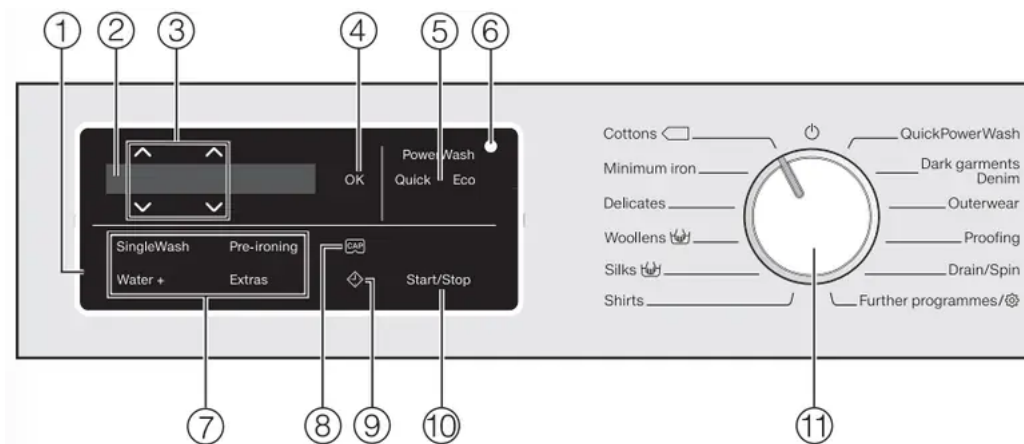 ① ② ③ ④ ⑤ ⑥
PowerWash
OK Quick Eco
SingleWash Pre-ironing CAP
Water + Extras Start/Stop
Cottons QuickPowerWash
Minimum iron Dark garments
Denim
Delicates Outerwear
Woollens Proofing
Silks Drain/Spin
Shirts Further programmes/
⑦ ⑧ ⑨ ⑩ ⑪